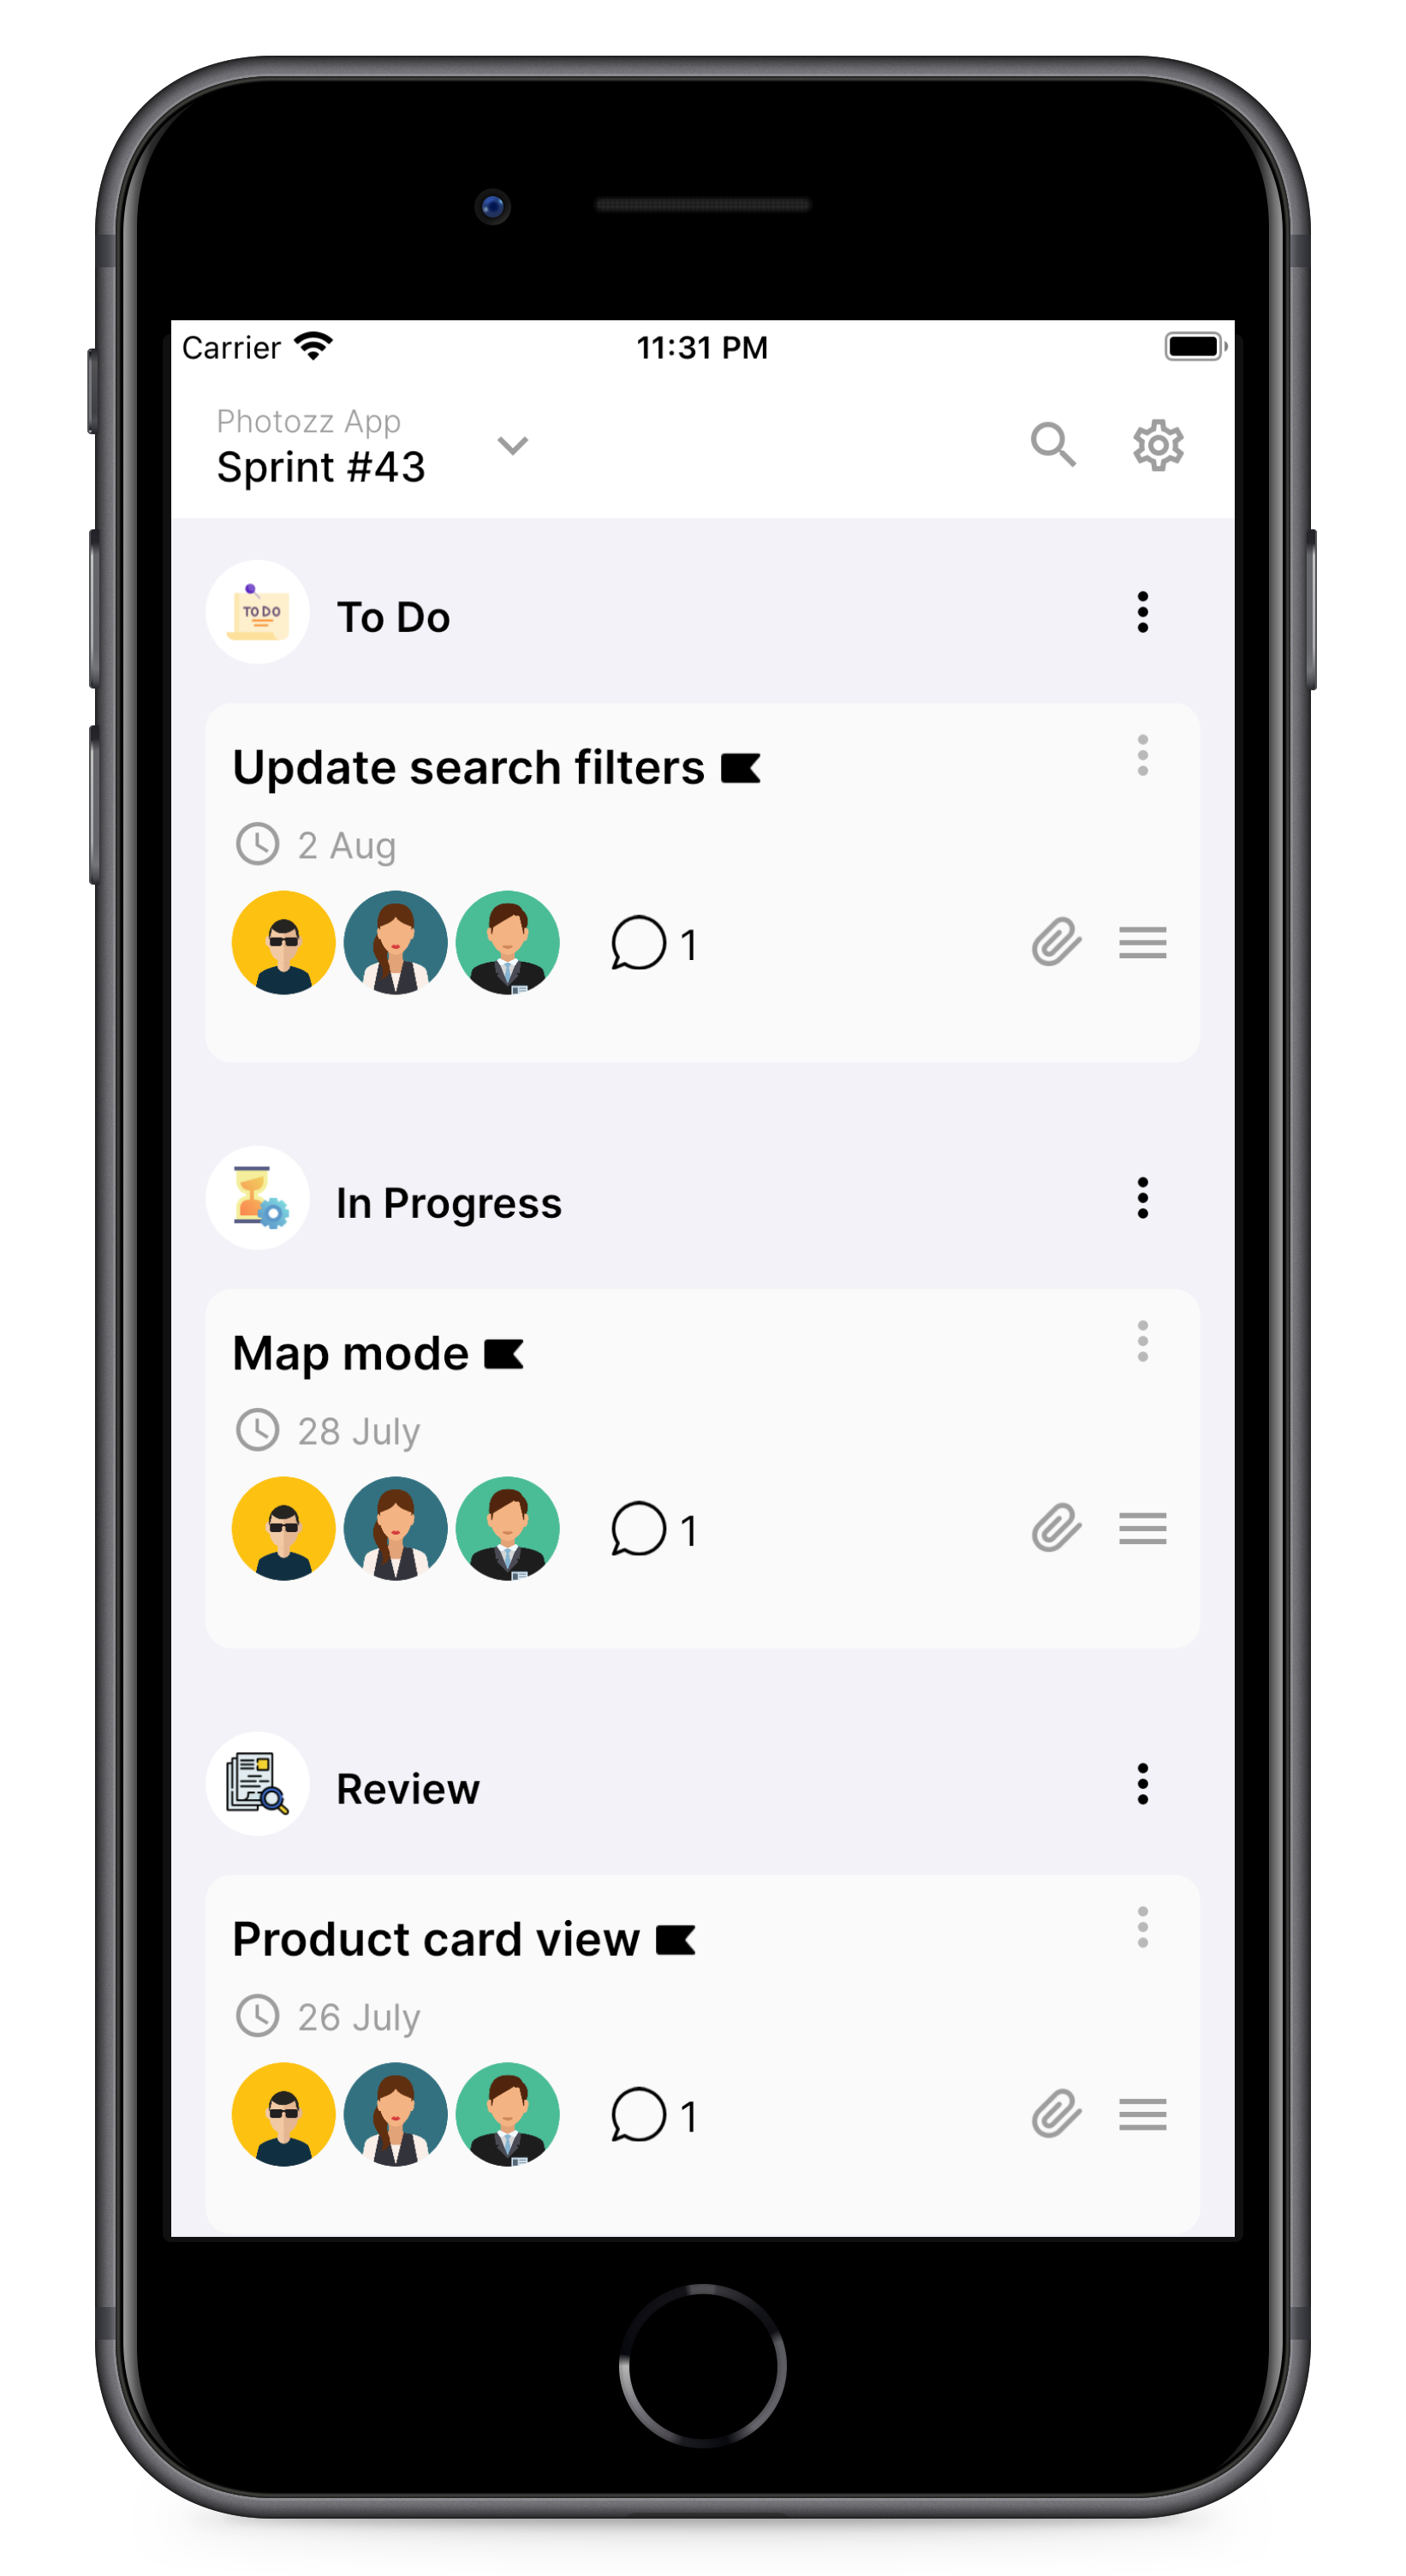 Carrier 11:31 PM
Photozz App
Sprint #43
TO DO
To Do
Update search filters
2 Aug
1
In Progress
Map mode
28 July
1
Review
Product card view
26 July
1